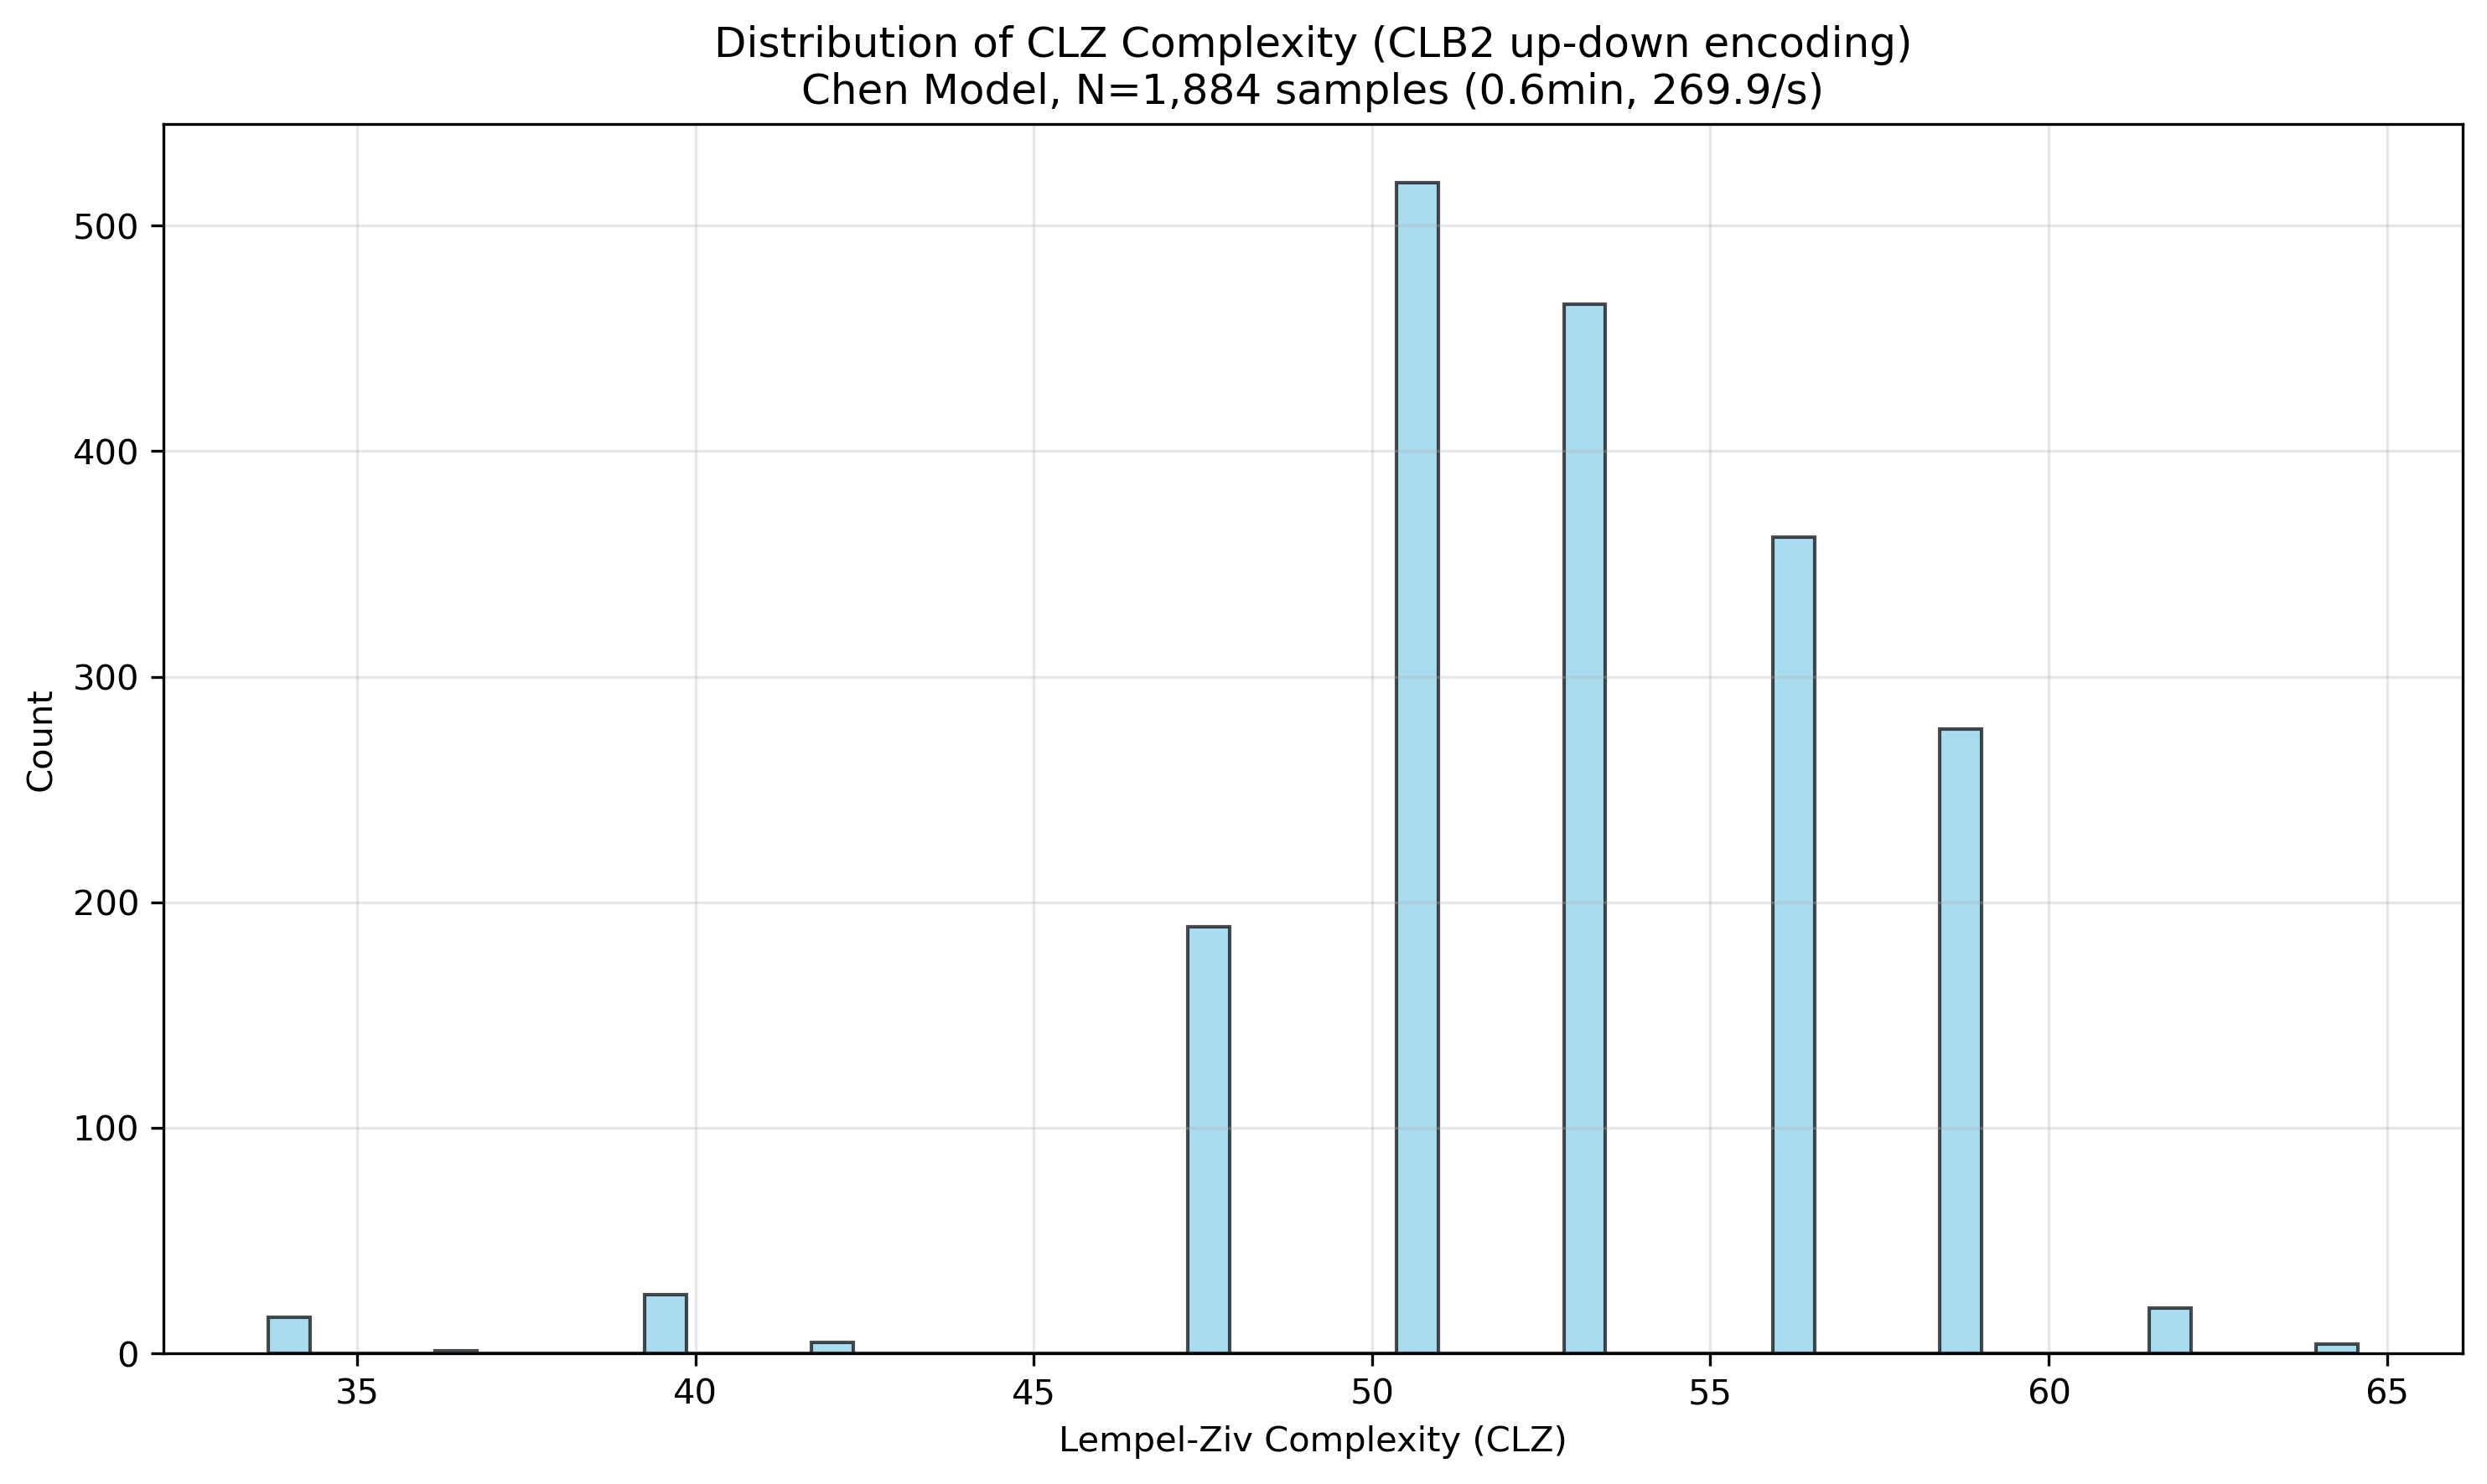 Distribution of CLZ Complexity (CLB2 up-down encoding)
Chen Model, N=1,884 samples (0.6min, 269.9/s)
Count
500
400
300
200
100
0
35 40 45 50 55 60 65
Lempel-Ziv Complexity (CLZ)